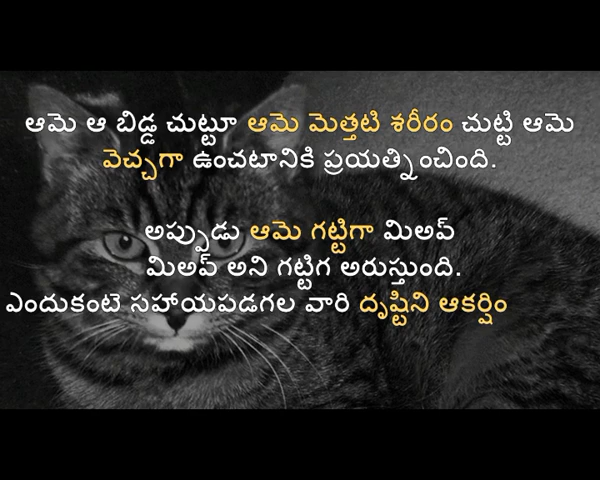 ఆమె ఆ బిడ్డ చుట్టూ ఆమె మెత్తటి శరీరం చుట్టి ఆమె
వెచ్చగా ఉంచటానికి ప్రయత్నించింది.
అప్పుడు ఆమె గట్టిగా మిఅవ్
మిఅవ్ అని గట్టిగ అరుస్తుంది.
ఎందుకంటె సహాయపడగల వారి దృష్టిని ఆకర్షిం